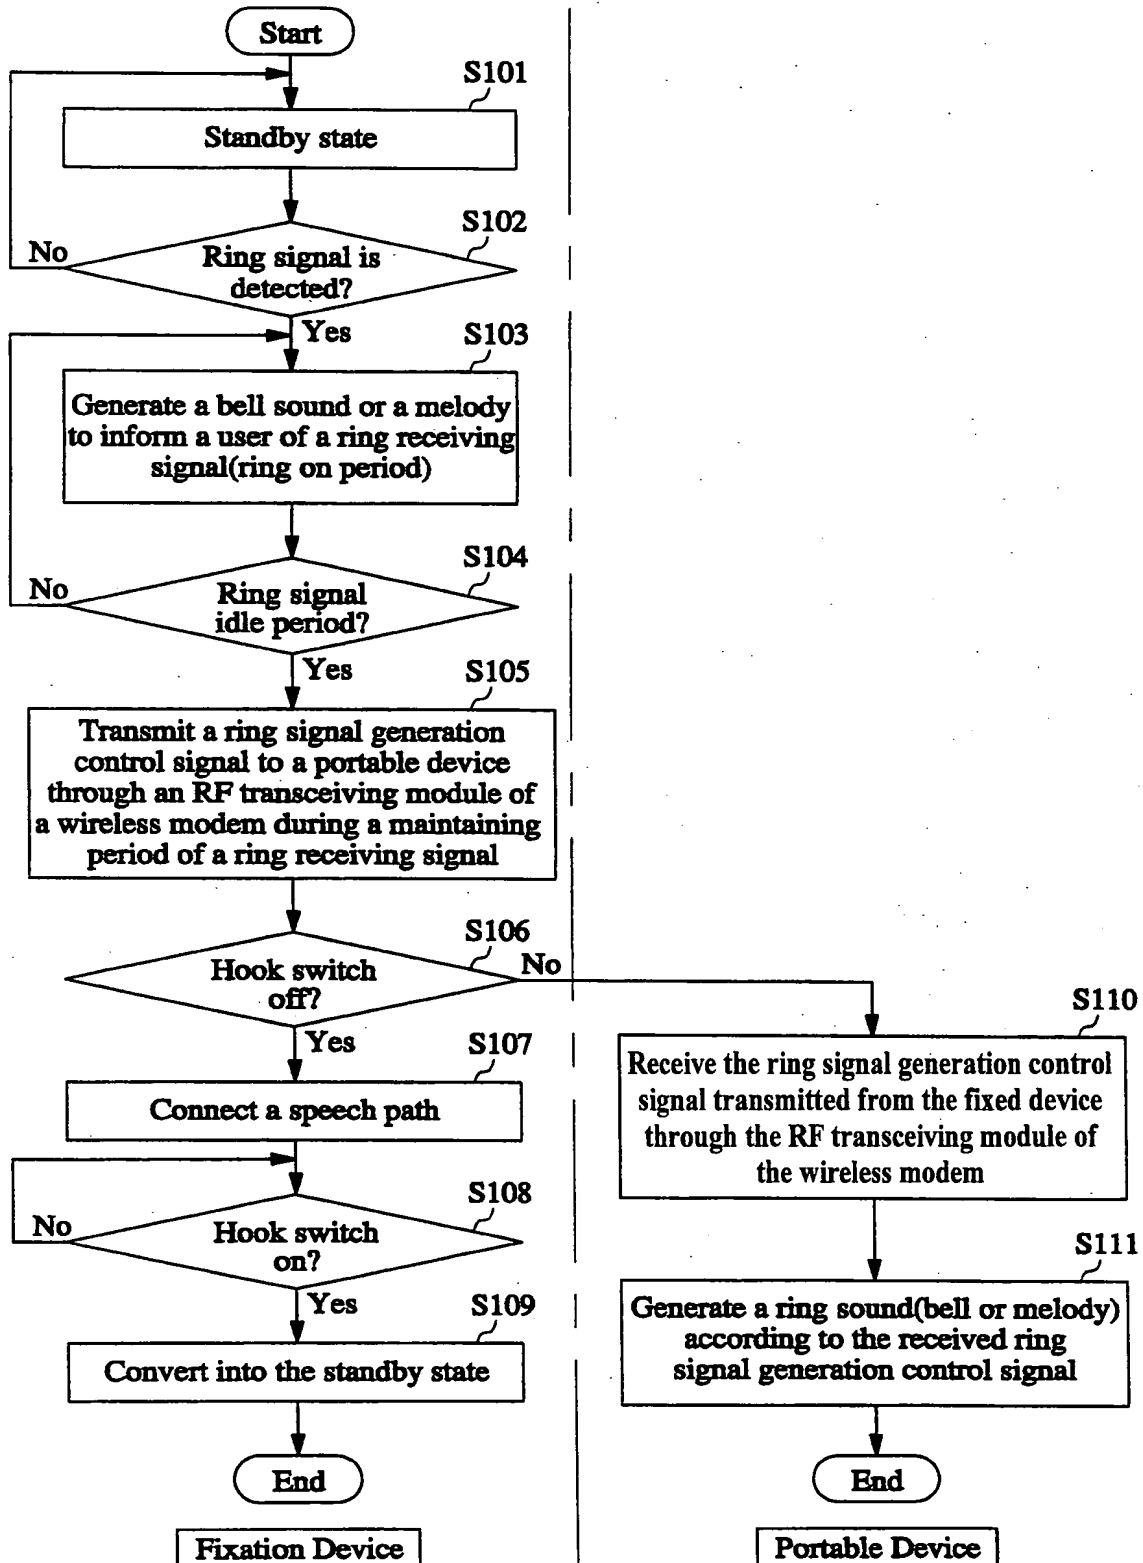 Start
S101
Standby state
S102
No
Ring signal is
detected?
Yes
S103
Generate a bell sound or a melody
to inform a user of a ring receiving
signal(ring on period)
S104
No
Ring signal
idle period?
Yes
S105
Transmit a ring signal generation
control signal to a portable device
through an RF transceiving module of
a wireless modem during a maintaining
period of a ring receiving signal
S106
Hook switch
off?
No
Yes
S107
Connect a speech path
S108
No
Hook switch
on?
Yes
S109
Convert into the standby state
End
Fixation Device
S110
Receive the ring signal generation control
signal transmitted from the fixed device
through the RF transceiving module of
the wireless modem
S111
Generate a ring sound(bell or melody)
according to the received ring
signal generation control signal
End
Portable Device